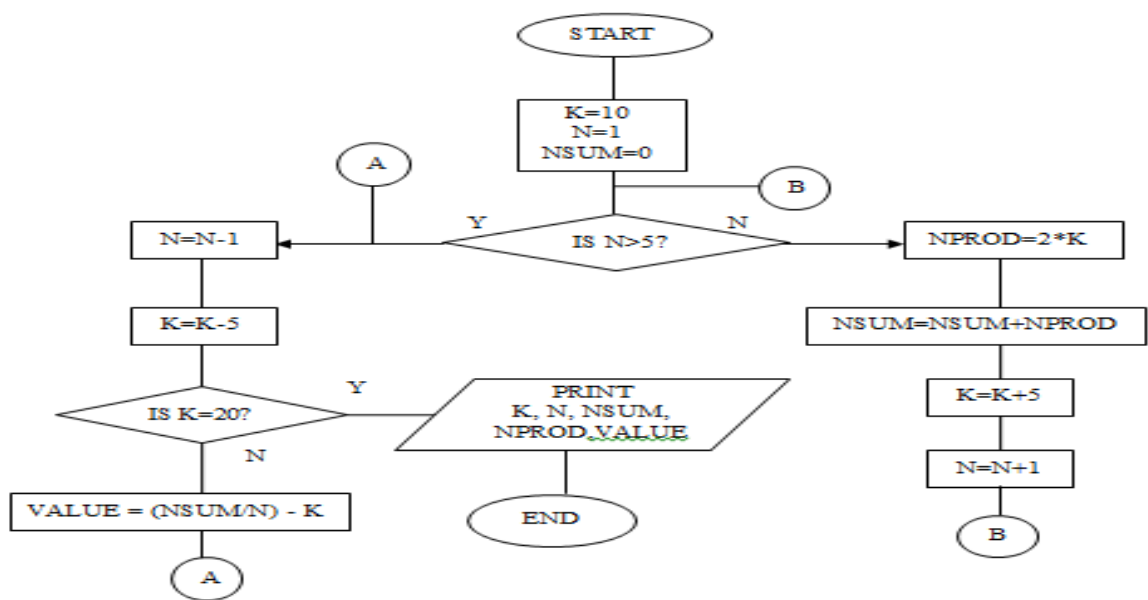 START
K=10
N=1
NSUM=0
A
B
Y
N
N=N-1
IS N>5?
NPROD=2*K
K=K-5
NSUM=NSUM+NPROD
Y
PRINT
K, N, NSUM,
NPROD,VALUE
IS K=20?
K=K+5
N
N=N+1
VALUE = (NSUM/N) - K
END
B
A